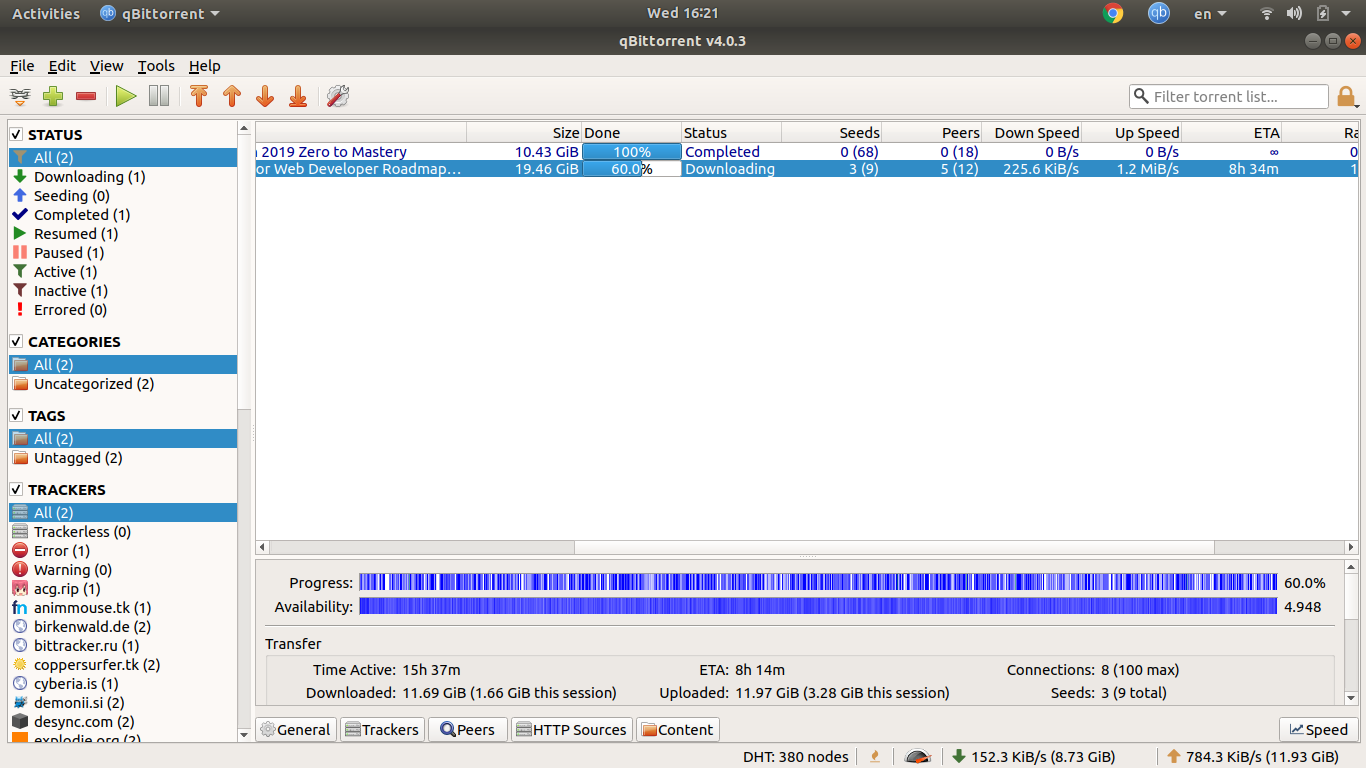 Activities qBittorrent Wed 16:21 qb en
qBittorrent v4.0.3
File Edit View Tools Help
Filter torrent list...
STATUS
All (2)
Downloading (1)
Seeding (0)
Completed (1)
Resumed (1)
Paused (1)
Active (1)
Inactive (1)
Errored (0)
CATEGORIES
All (2)
Uncategorized (2)
TAGS
All (2)
Untagged (2)
TRACKERS
All (2)
Trackerless (0)
Error (1)
Warning (0)
acg.rip (1)
animmouse.tk (1)
birkenwald.de (2)
bittracker.ru (1)
coppersurfer.tk (2)
cyberia.is (1)
demonii.si (2)
desync.com (2)
explodie.org (2)
Size Done Status Seeds Peers Down Speed Up Speed ETA Ra
2019 Zero to Mastery 10.43 GiB 100% Completed 0 (68) 0 (18) 0 B/s 0 B/s ∞ 0
or Web Developer Roadmap... 19.46 GiB 60.0% Downloading 3 (9) 5 (12) 225.6 KiB/s 1.2 MiB/s 8h 34m 1
Progress: 60.0%
Availability: 4.948
Transfer
Time Active: 15h 37m ETA: 8h 14m Connections: 8 (100 max)
Downloaded: 11.69 GiB (1.66 GiB this session) Uploaded: 11.97 GiB (3.28 GiB this session) Seeds: 3 (9 total)
General Trackers Peers HTTP Sources Content Speed
DHT: 380 nodes 152.3 KiB/s (8.73 GiB) 784.3 KiB/s (11.93 GiB)